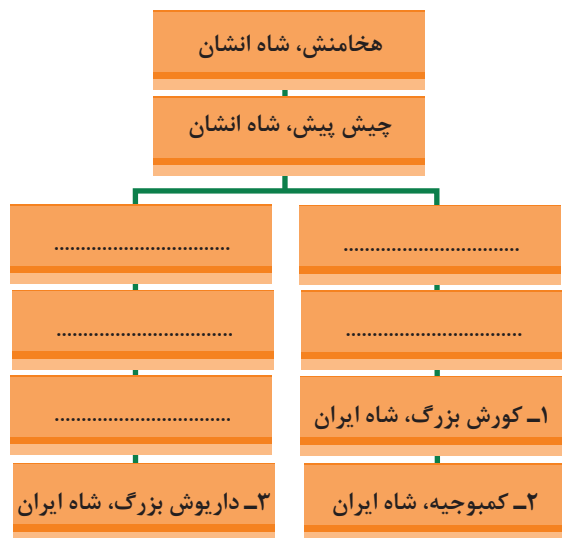 هخامنش، شاه انشان
چیش پیش، شاه انشان
.................................
.................................
.................................
.................................
.................................
۱ـ کورش بزرگ، شاه ایران
۳ـ داریوش بزرگ، شاه ایران
۲ـ کمبوجیه، شاه ایران